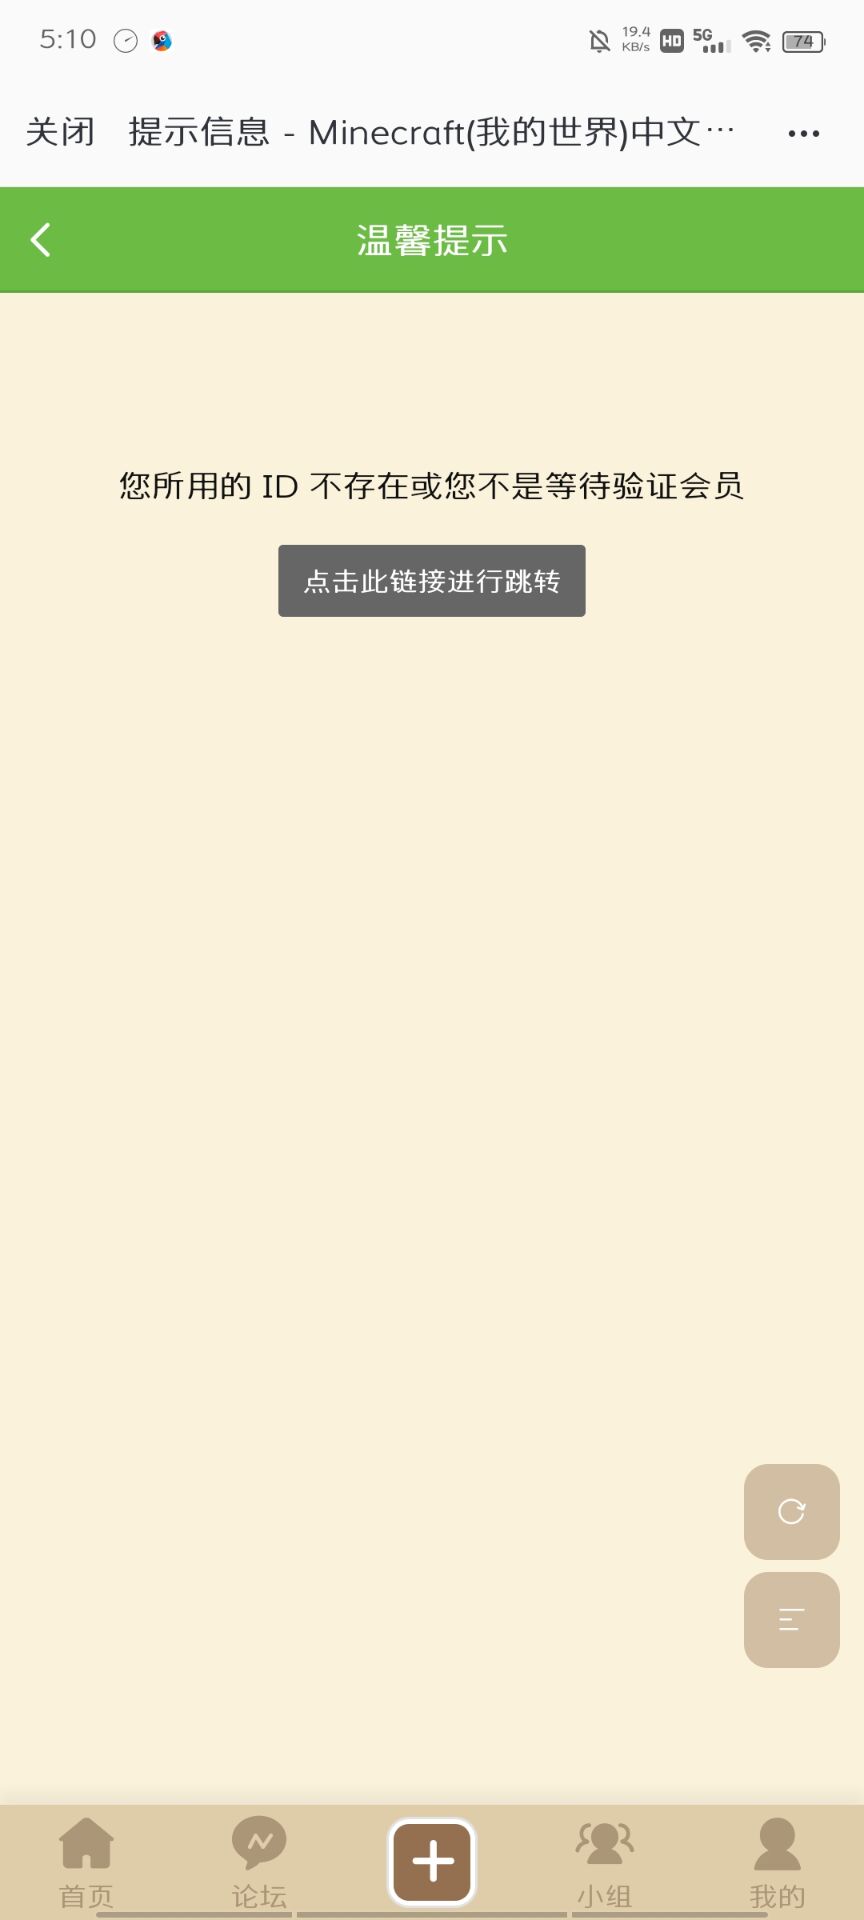 5:10
19.4
KB/s
HD
5G
74
关闭
提示信息 - Minecraft(我的世界)中文…
温馨提示
您所用的 ID 不存在或您不是等待验证会员
点击此链接进行跳转
首页
论坛
小组
我的